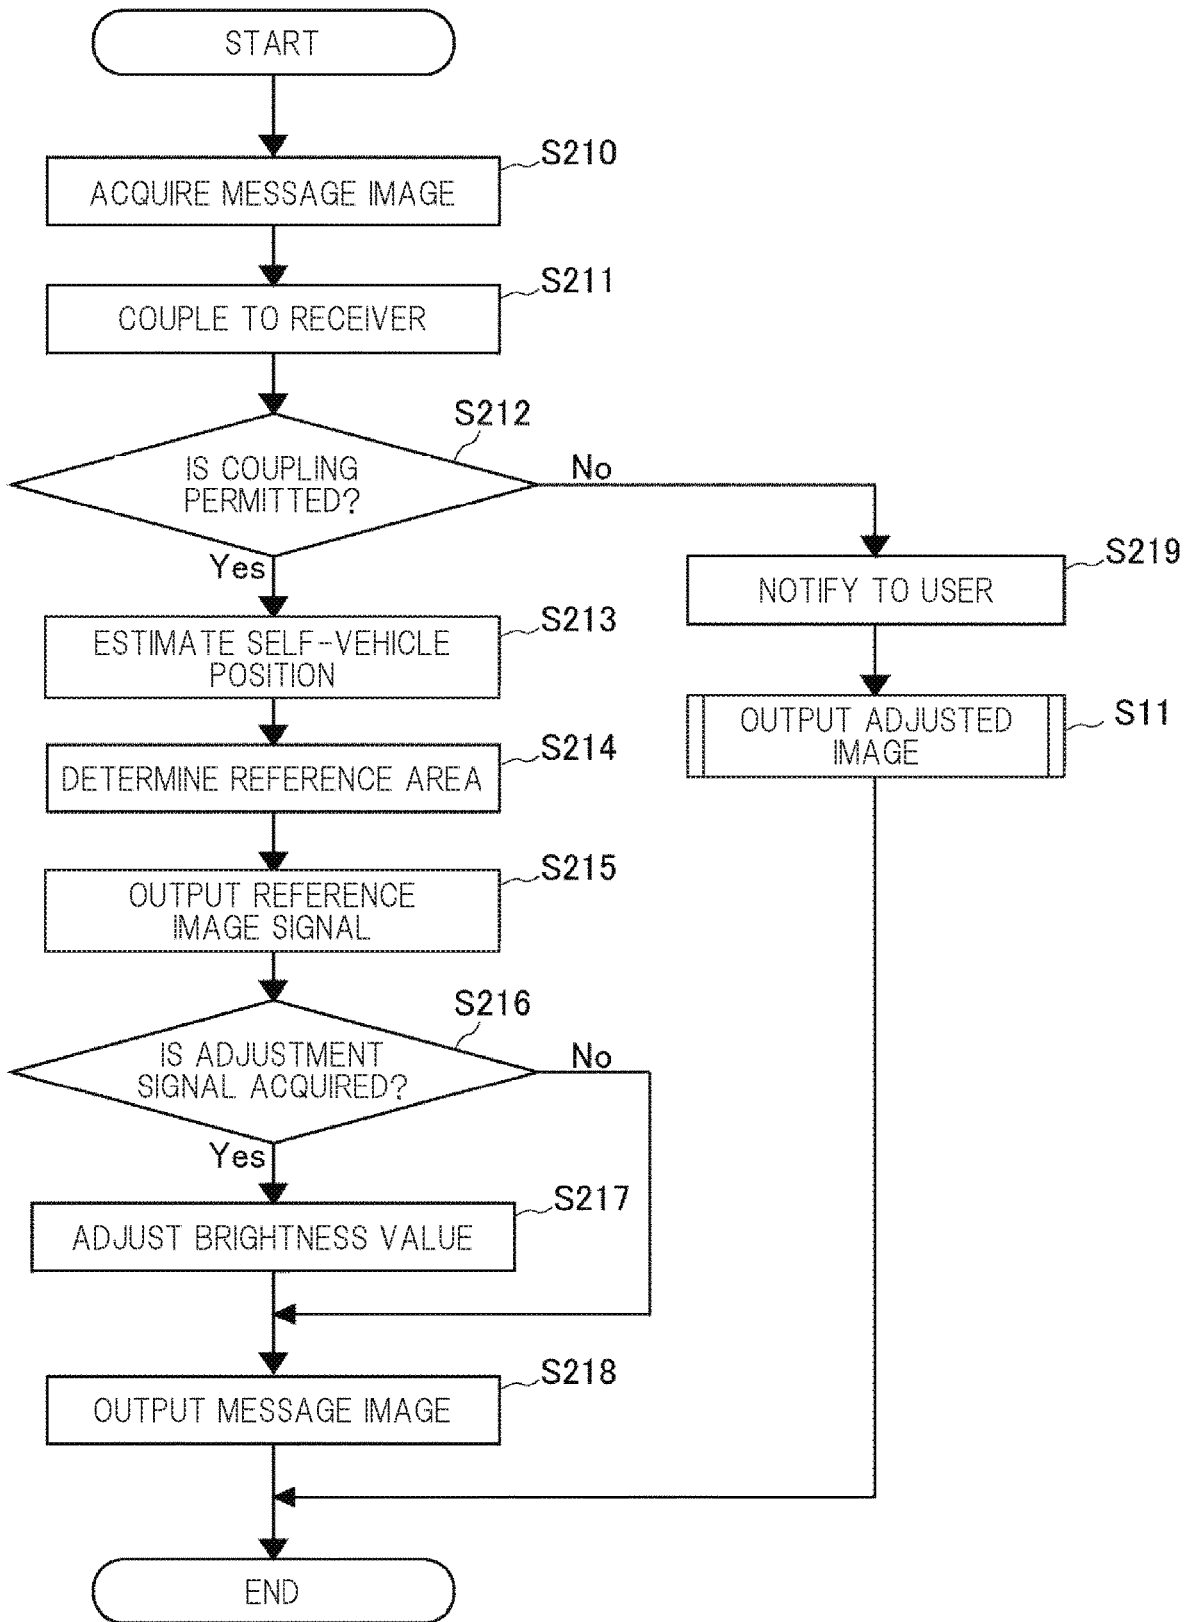 START
S210
ACQUIRE MESSAGE IMAGE
S211
COUPLE TO RECEIVER
S212
IS COUPLING
PERMITTED?
No
Yes
S219
NOTIFY TO USER
S213
ESTIMATE SELF-VEHICLE
POSITION
S11
OUTPUT ADJUSTED
IMAGE
S214
DETERMINE REFERENCE AREA
S215
OUTPUT REFERENCE
IMAGE SIGNAL
S216
IS ADJUSTMENT
SIGNAL ACQUIRED?
No
Yes
S217
ADJUST BRIGHTNESS VALUE
S218
OUTPUT MESSAGE IMAGE
END